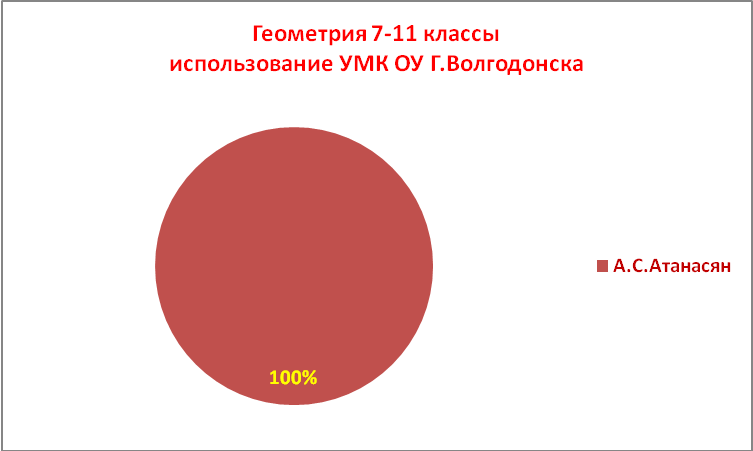 Геометрия 7-11 классы
использование УМК ОУ Г.Волгодонска
А.С.Атанасян
100%